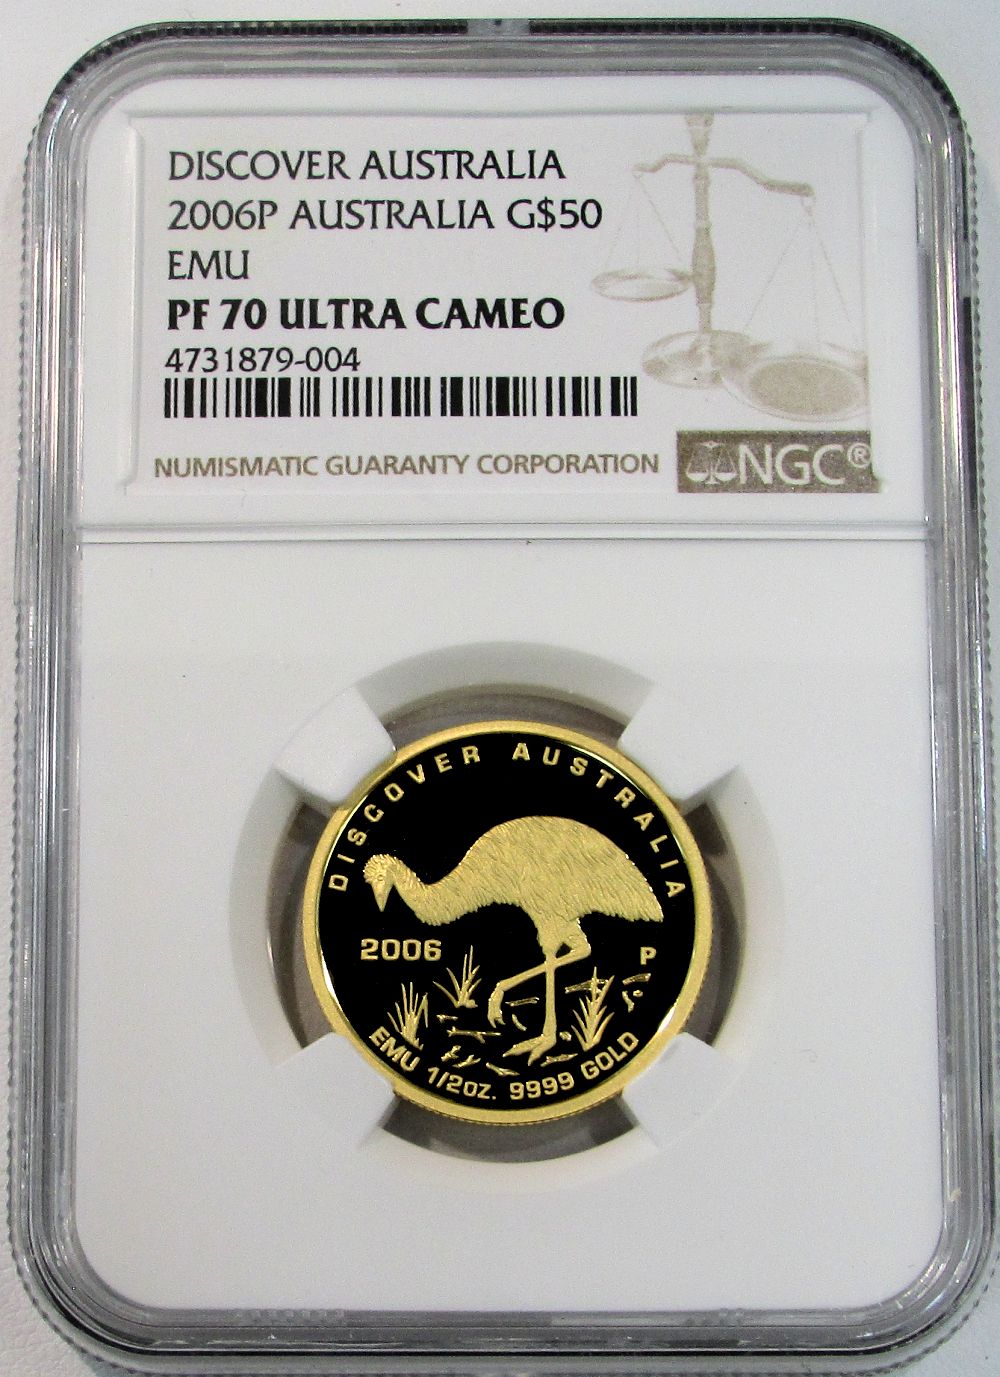 DISCOVER AUSTRALIA
2006P AUSTRALIA G$50
EMU
PF 70 ULTRA CAMEO
4731879-004
NUMISMATIC GUARANTY CORPORATION
NGC®
DISCOVER AUSTRALIA
2006
P
EMU 1/2OZ. 9999 GOLD